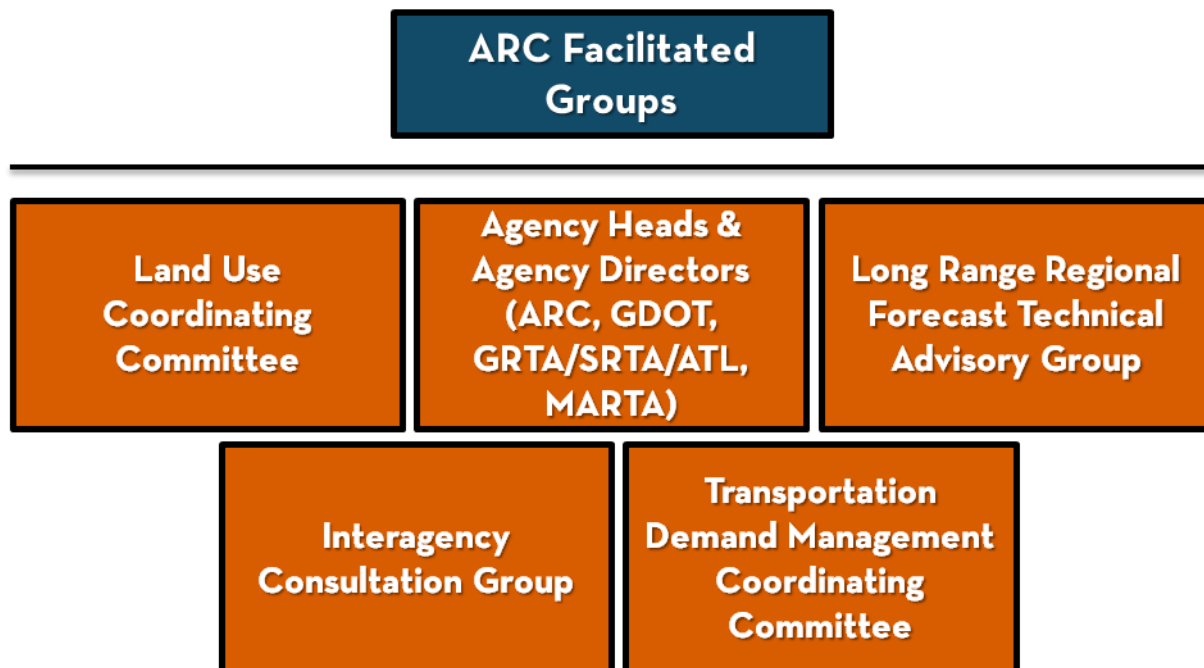 ARC Facilitated
Groups
Land Use
Coordinating
Committee
Agency Heads &
Agency Directors
(ARC, GDOT,
GRTA/SRTA/ATL,
MARTA)
Long Range Regional
Forecast Technical
Advisory Group
Interagency
Consultation Group
Transportation
Demand Management
Coordinating
Committee